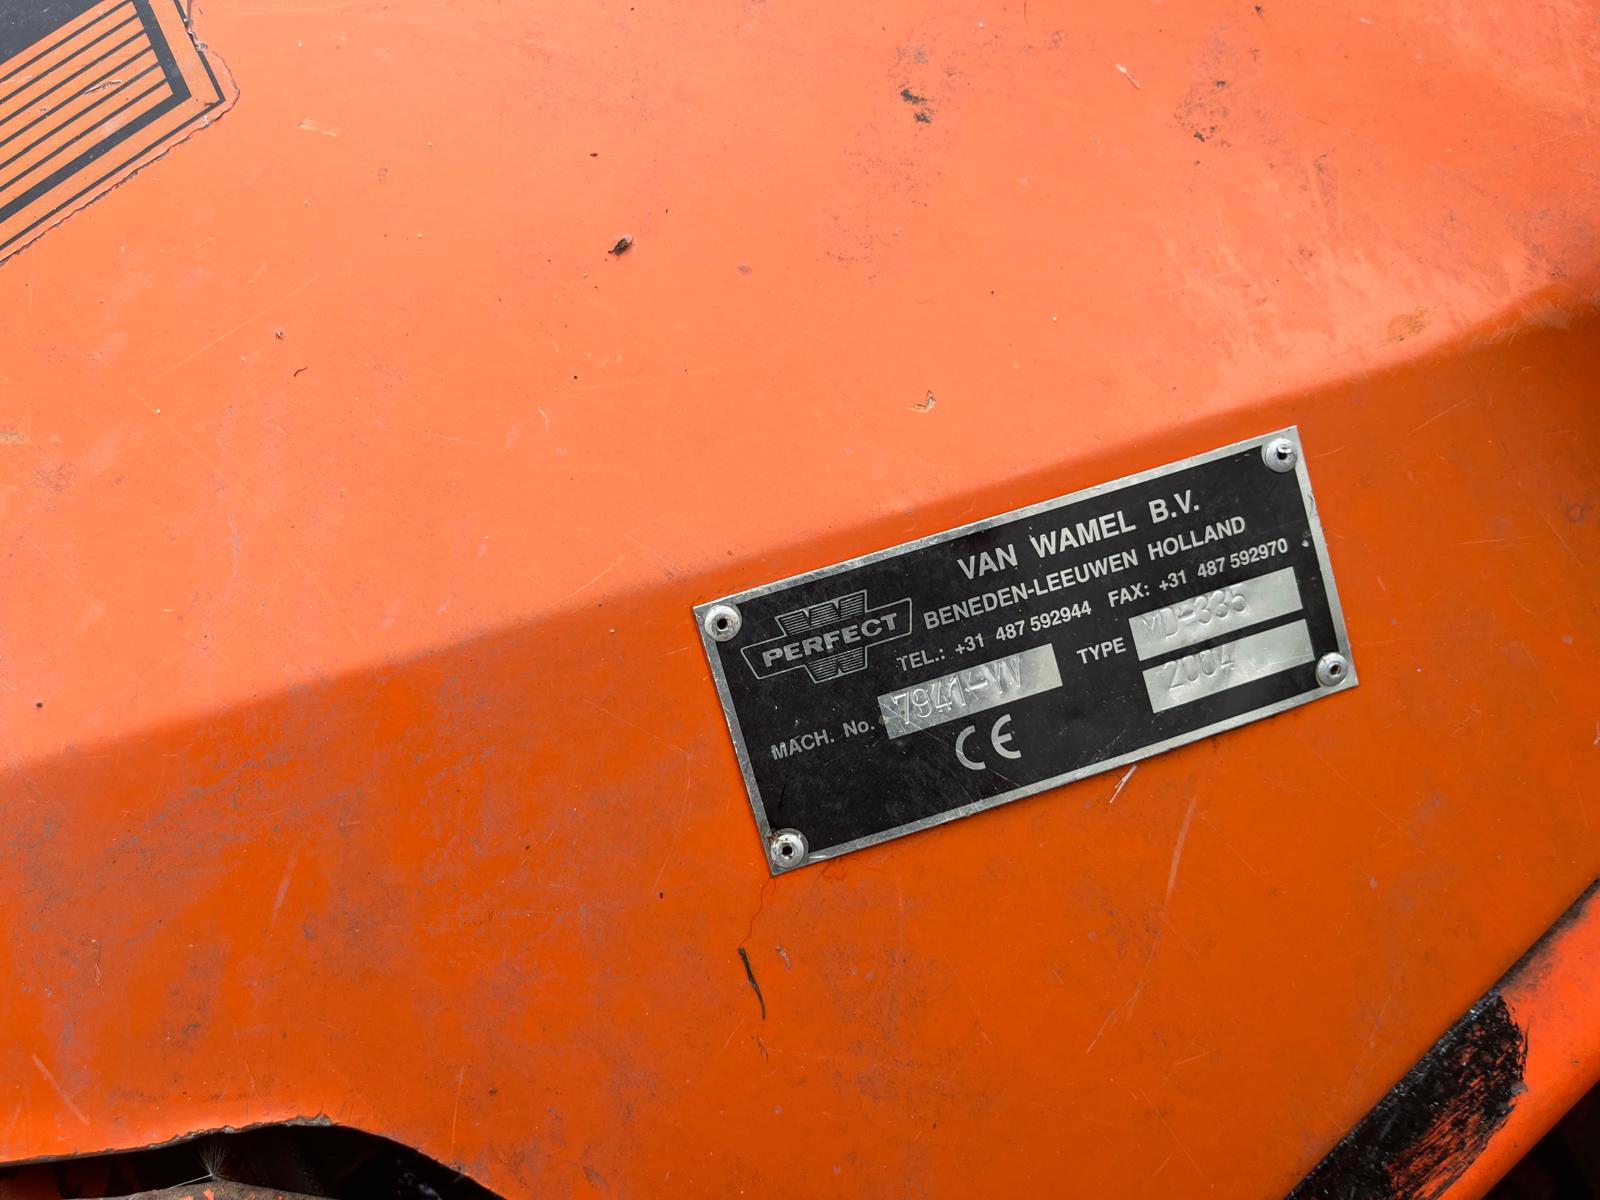 VAN WAMEL B.V.
BENEDEN-LEEUWEN HOLLAND
TEL.: +31 487 592944 FAX: +31 487 592970
PERFECT
MACH. No. 7941-VV TYPE MD-335
2004
CE